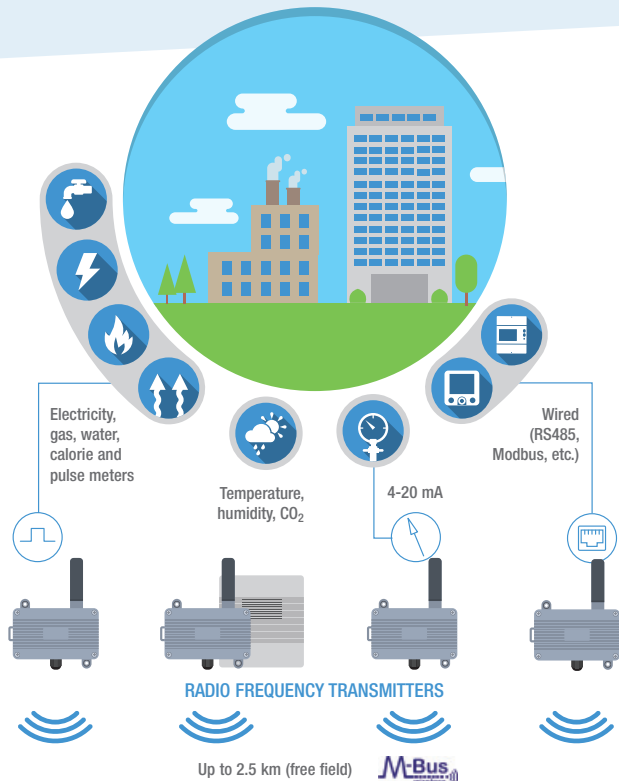 Electricity,
gas, water,
calorie and
pulse meters
Temperature,
humidity, CO₂
4-20 mA
Wired
(RS485,
Modbus, etc.)
RADIO FREQUENCY TRANSMITTERS
Up to 2.5 km (free field)
M-Bus